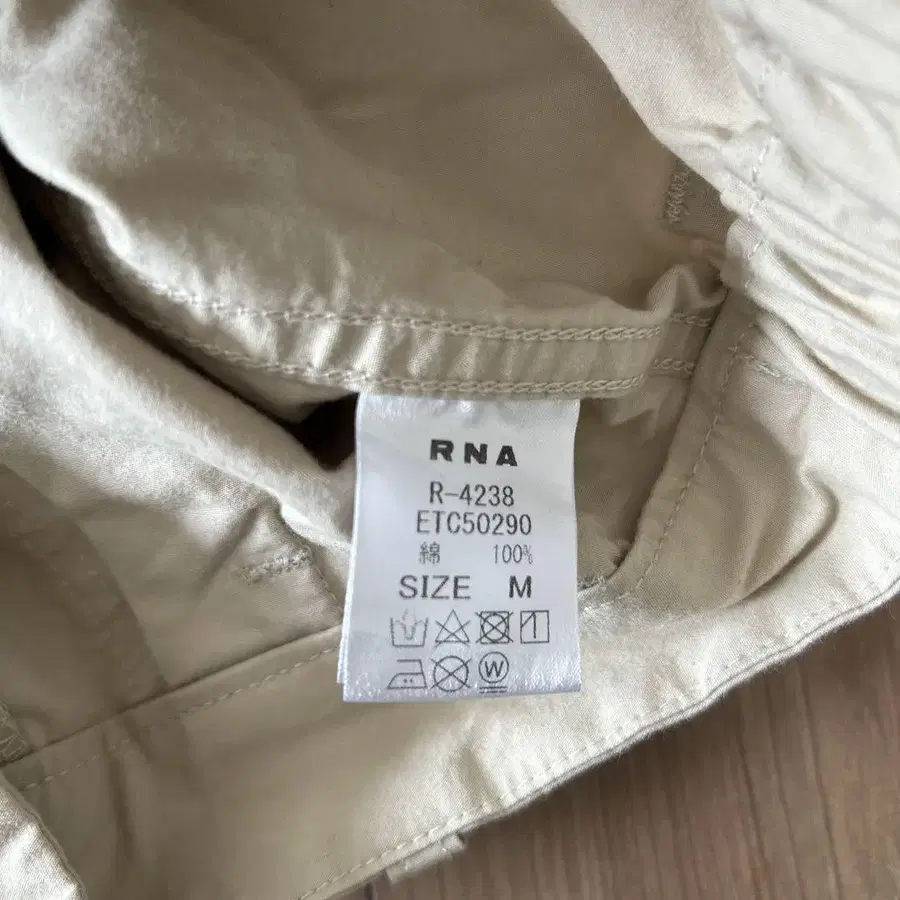 RNA
R-4238
ETC50290
綿 100%
SIZE M
W